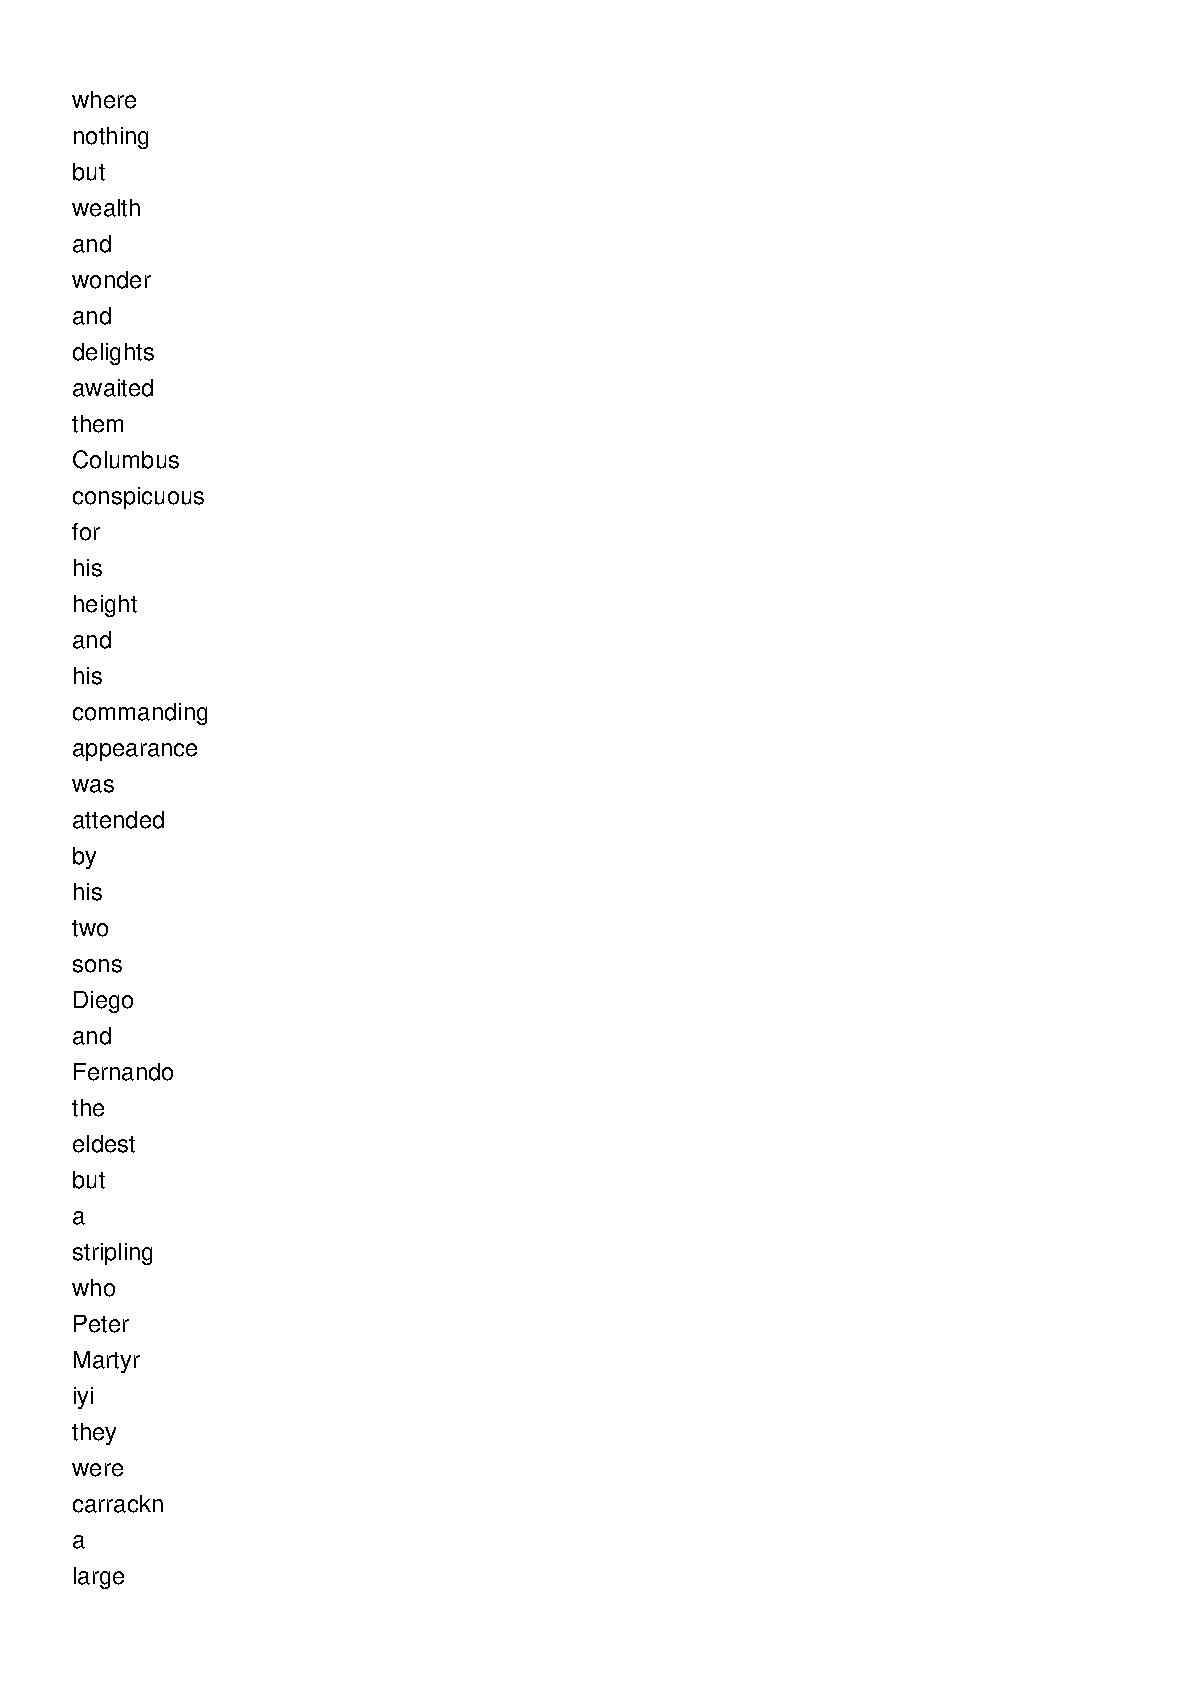 where
nothing
but
wealth
and
wonder
and
delights
awaited
them
Columbus
conspicuous
for
his
height
and
his
commanding
appearance
was
attended
by
his
two
sons
Diego
and
Fernando
the
eldest
but
a
stripling
who
Peter
Martyr
iyi
they
were
carrackn
a
large